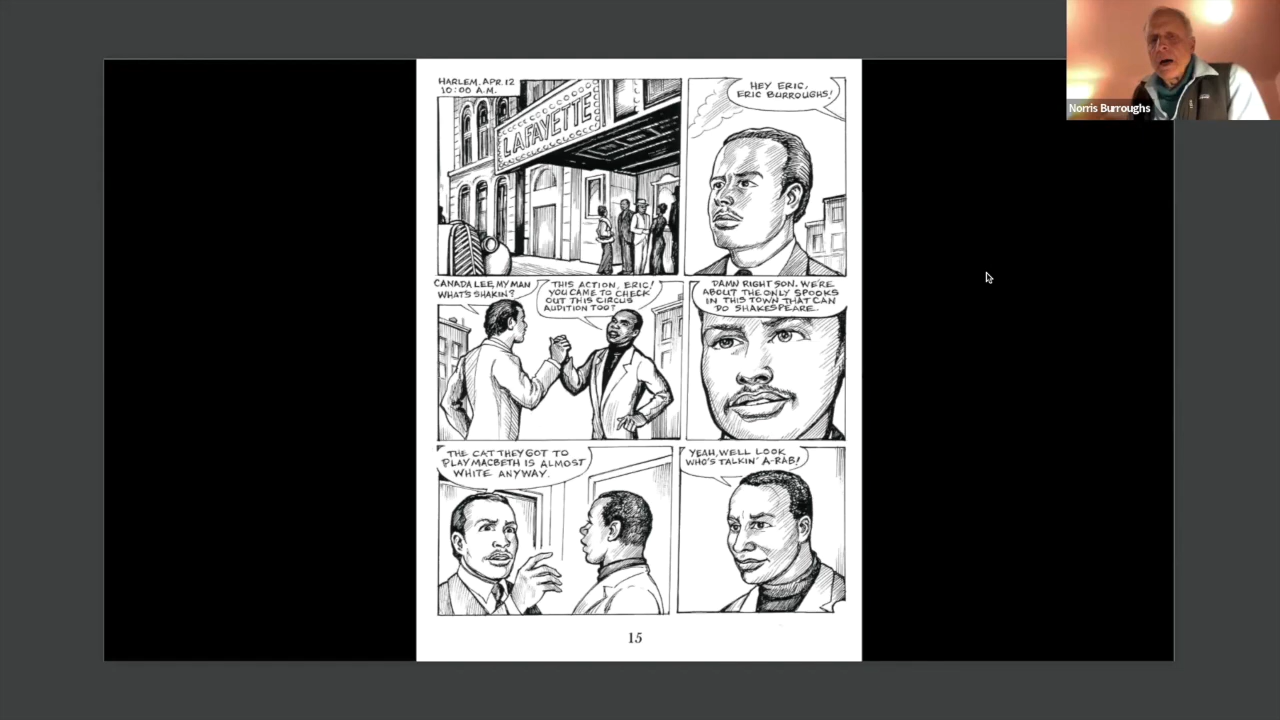 HARLEM, APR. 12
10:00 A.M.
LAFAYETTE
HEY ERIC,
ERIC BURROUGHS!
CANADA LEE, MY MAN
WHAT'S SHAKIN?
THIS ACTION, ERIC!
YOU CAME TO CHECK
OUT THIS CIRCUS
AUDITION TOO?
DAMN RIGHT SON. WE'RE
ABOUT THE ONLY SPOOKS
IN THIS TOWN THAT CAN
DO SHAKESPEARE.
THE CAT THEY GOT TO
PLAY MACBETH IS ALMOST
WHITE ANYWAY.
YEAH, WELL LOOK
WHO'S TALKIN' A-RAB!
15
Norris Burroughs